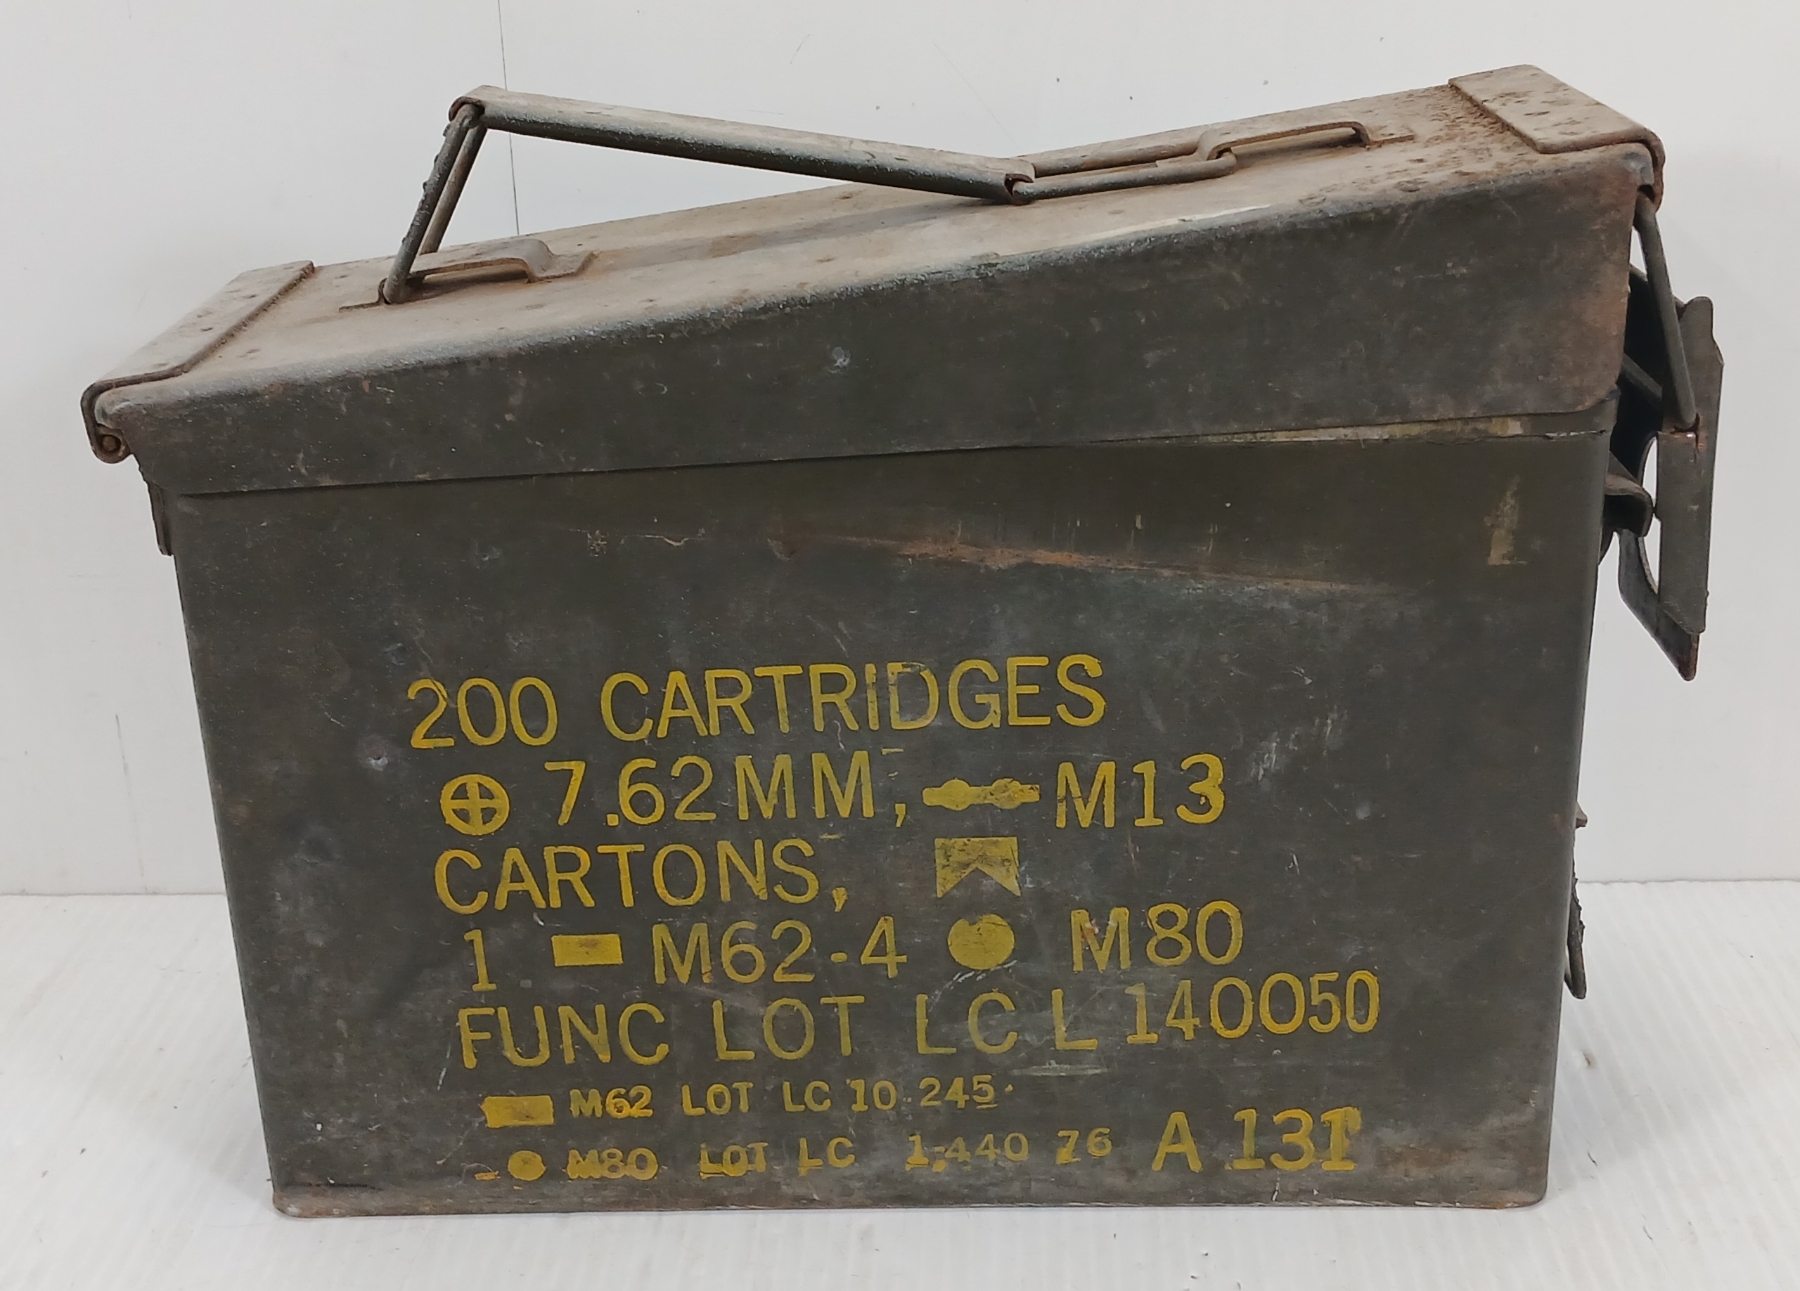 200 CARTRIDGES
7.62MM, M13
CARTONS,
1 M62-4 M80
FUNC LOT LC L 140050
M62 LOT LC 10 245
M80 LOT LC 1-440 76 A 131